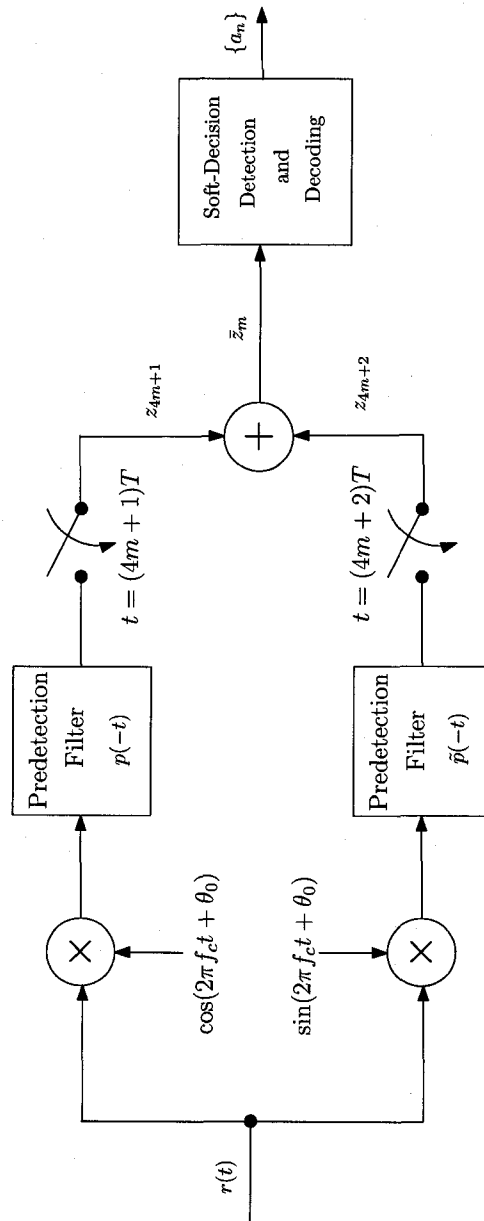 r(t)
cos(2πf_c t + θ_0)
sin(2πf_c t + θ_0)
Predetection
Filter
p(−t)
Predetection
Filter
p̃(−t)
t = (4m + 1)T
t = (4m + 2)T
z_{4m+1}
z_{4m+2}
z̄_m
Soft-Decision
Detection
and
Decoding
{a_n}